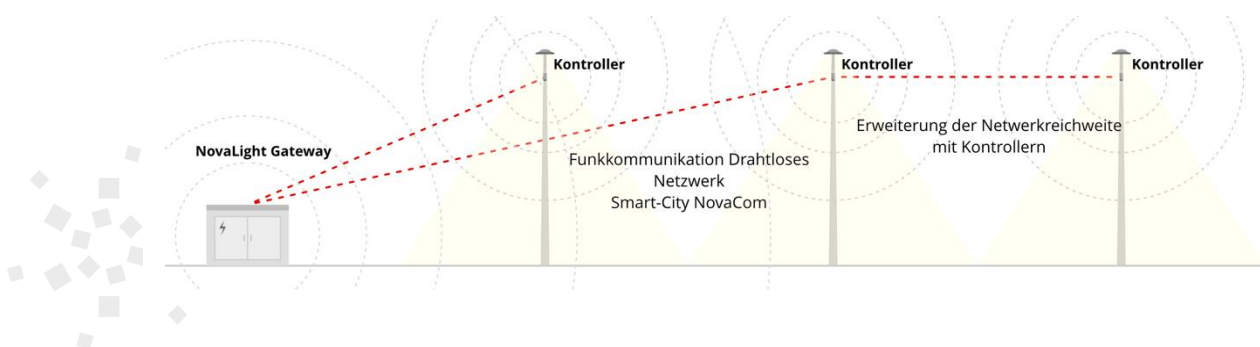 Kontroller
Kontroller
Kontroller
NovaLight Gateway
Funkkommunikation Drahtloses
Netzwerk
Smart-City NovaCom
Erweiterung der Netwerkreichweite
mit Kontrollern